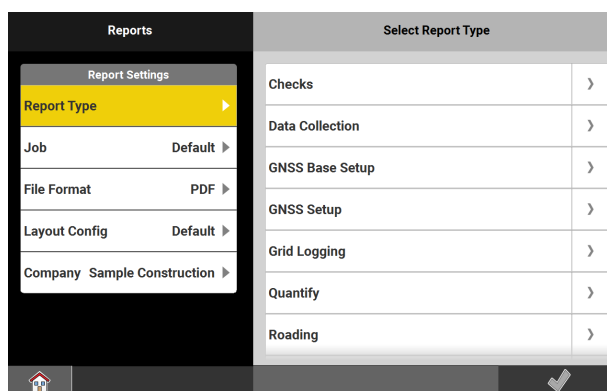 Reports
Select Report Type
Report Settings
Report Type
Job Default
File Format PDF
Layout Config Default
Company Sample Construction
Checks
Data Collection
GNSS Base Setup
GNSS Setup
Grid Logging
Quantify
Roading